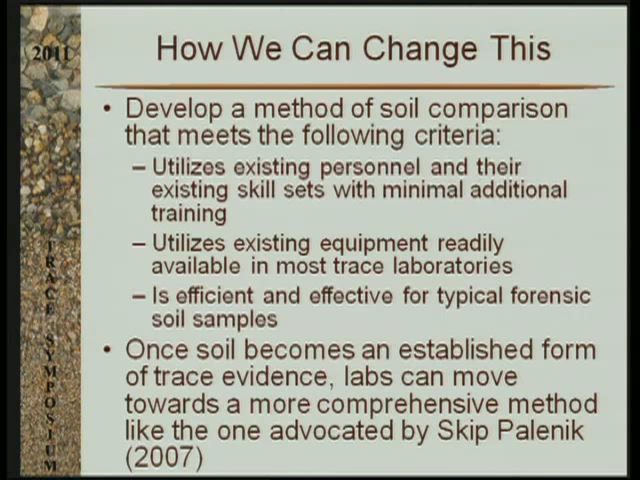 2011
How We Can Change This
• Develop a method of soil comparison
that meets the following criteria:
– Utilizes existing personnel and their
existing skill sets with minimal additional
training
– Utilizes existing equipment readily
available in most trace laboratories
– Is efficient and effective for typical forensic
soil samples
• Once soil becomes an established form
of trace evidence, labs can move
towards a more comprehensive method
like the one advocated by Skip Palenik
(2007)
TRACE SYMPOSIUM